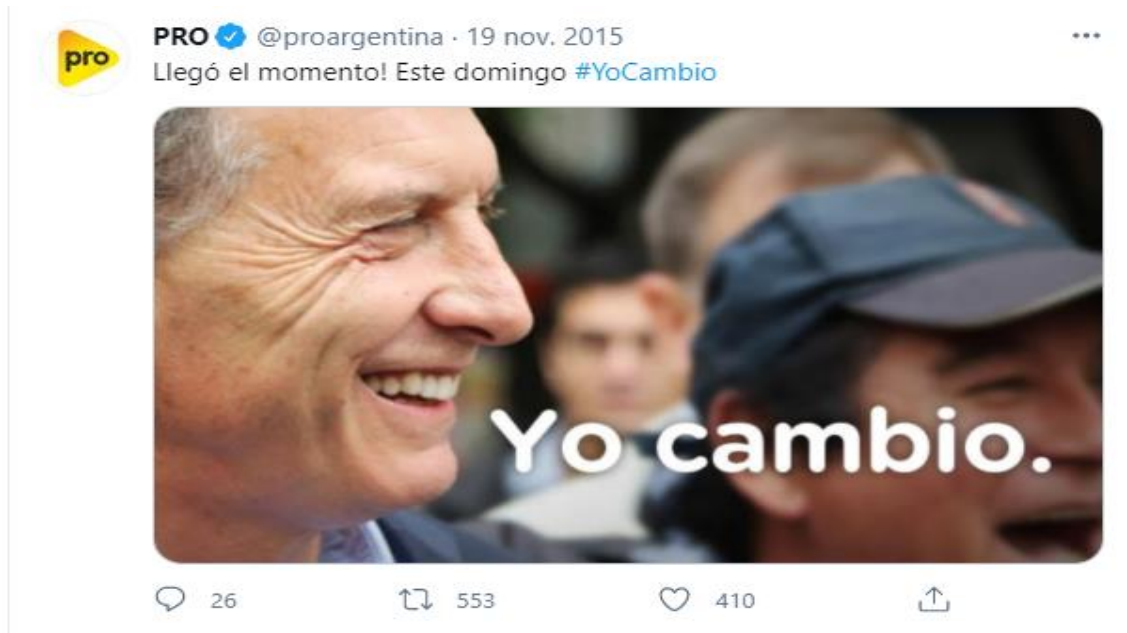 pro
PRO @proargentina · 19 nov. 2015
Llegó el momento! Este domingo #YoCambio
Yo cambio.
26 553 410